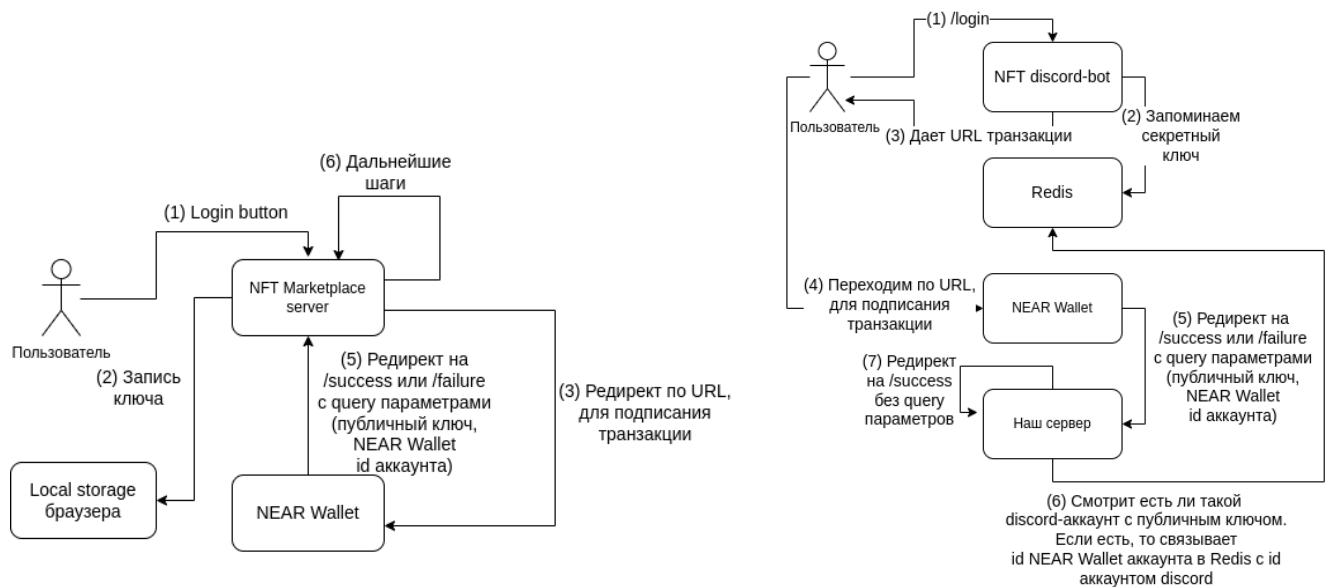 (6) Дальнейшие
шаги
(1) Login button
NFT Marketplace
server
Пользователь
(2) Запись
ключа
(5) Редирект на
/success или /failure
с query параметрами
(публичный ключ,
NEAR Wallet
id аккаунта)
(3) Редирект по URL,
для подписания
транзакции
Local storage
браузера
NEAR Wallet
(1) /login
NFT discord-bot
Пользователь
(3) Дает URL транзакции
(2) Запоминаем
секретный
ключ
Redis
(4) Переходим по URL,
для подписания
транзакции
NEAR Wallet
(5) Редирект на
/success или /failure
с query параметрами
(публичный ключ,
NEAR Wallet
id аккаунта)
(7) Редирект
на /success
без query
параметров
Наш сервер
(6) Смотрит есть ли такой
discord-аккаунт с публичным ключом.
Если есть, то связывает
id NEAR Wallet аккаунта в Redis с id
аккаунтом discord